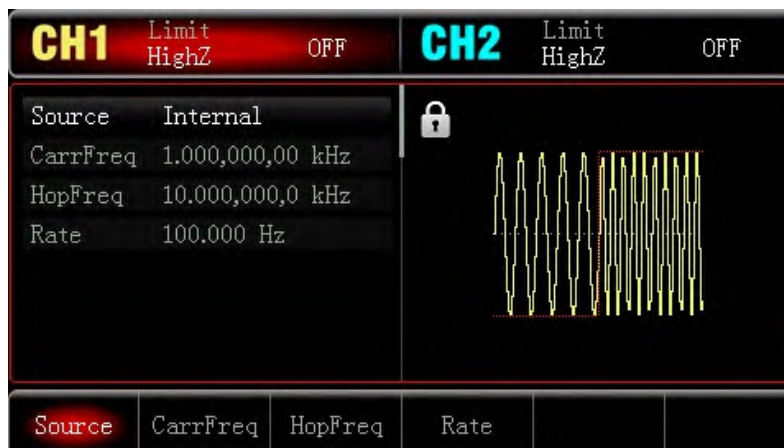 CH1 Limit HighZ OFF
CH2 Limit HighZ OFF
Source Internal
CarrFreq 1.000,000,00 kHz
HopFreq 10.000,000,0 kHz
Rate 100.000 Hz
Source CarrFreq HopFreq Rate